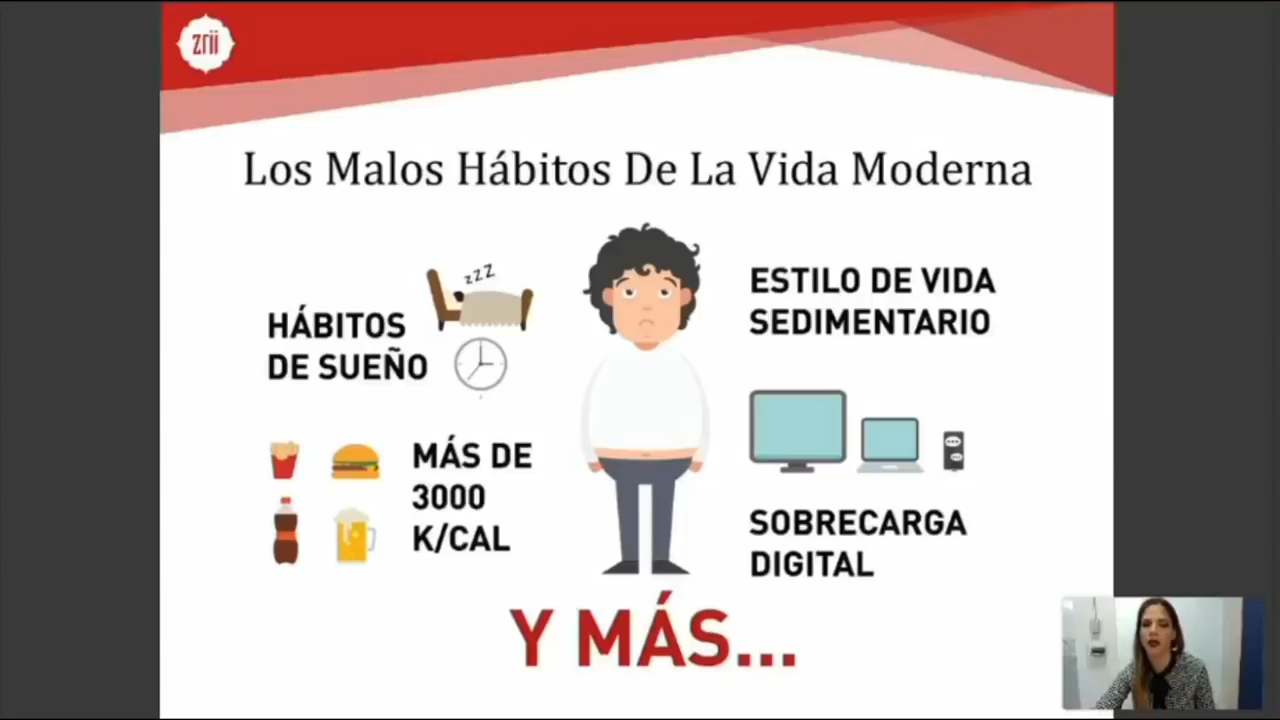 zrii
Los Malos Hábitos De La Vida Moderna
zzz
HÁBITOS
DE SUEÑO
MÁS DE
3000
K/CAL
ESTILO DE VIDA
SEDIMENTARIO
SOBRECARGA
DIGITAL
Y MÁS...